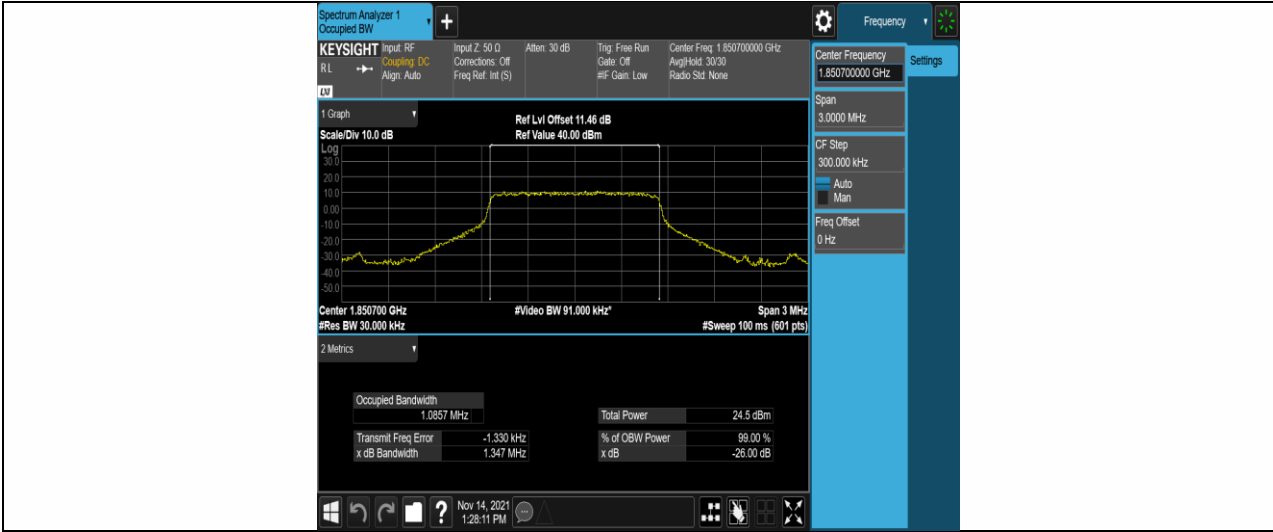 Spectrum Analyzer 1
Occupied BW
+
Frequency
KEYSIGHT
RL
LXI
Input: RF
Coupling: DC
Align: Auto
Input Z: 50 Ω
Corrections: Off
Freq Ref: Int (S)
Atten: 30 dB
Trig: Free Run
Gate: Off
#IF Gain: Low
Center Freq: 1.850700000 GHz
Avg|Hold: 30/30
Radio Std: None
Center Frequency
1.850700000 GHz
Settings
Span
3.0000 MHz
CF Step
300.000 kHz
Auto
Man
Freq Offset
0 Hz
1 Graph
Scale/Div 10.0 dB
Ref Lvl Offset 11.46 dB
Ref Value 40.00 dBm
Log
30.0
20.0
10.0
0.00
-10.0
-20.0
-30.0
-40.0
-50.0
Center 1.850700 GHz
#Video BW 91.000 kHz*
Span 3 MHz
#Res BW 30.000 kHz
#Sweep 100 ms (601 pts)
2 Metrics
Occupied Bandwidth
1.0857 MHz
Total Power 24.5 dBm
Transmit Freq Error -1.330 kHz
% of OBW Power 99.00 %
x dB Bandwidth 1.347 MHz
x dB -26.00 dB
?
Nov 14, 2021
1:28:11 PM